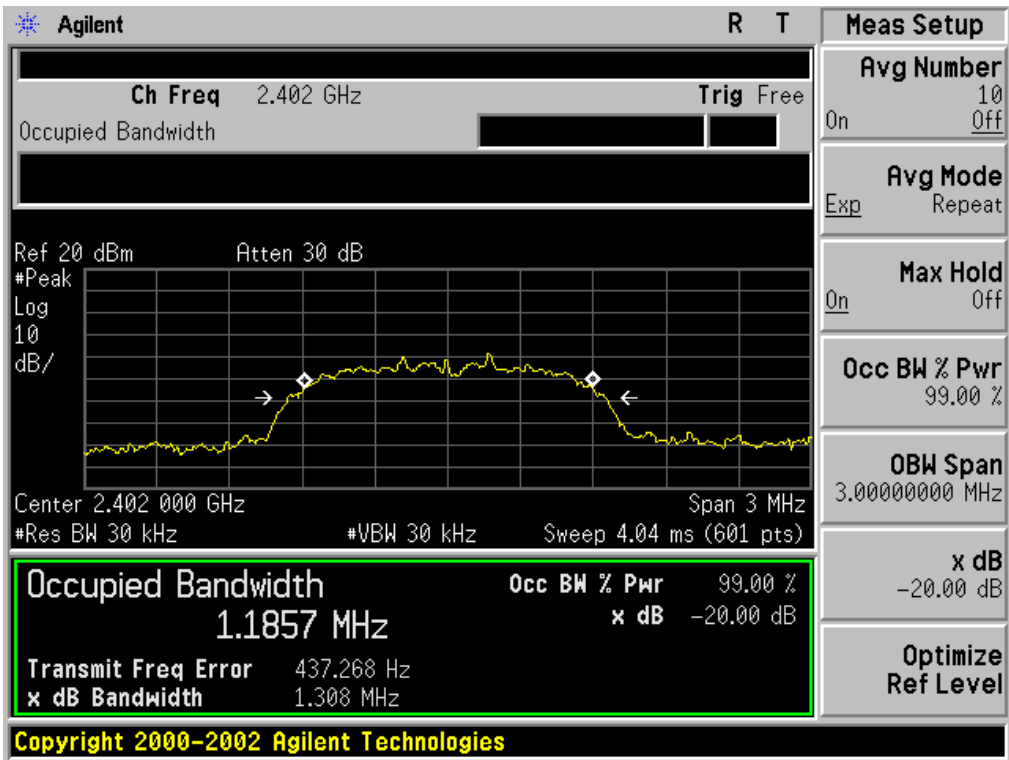 Agilent R T
Ch Freq 2.402 GHz Trig Free
Occupied Bandwidth
Ref 20 dBm Atten 30 dB
#Peak
Log
10
dB/
Center 2.402 000 GHz Span 3 MHz
#Res BW 30 kHz #VBW 30 kHz Sweep 4.04 ms (601 pts)
Occupied Bandwidth Occ BW % Pwr 99.00 %
1.1857 MHz x dB -20.00 dB
Transmit Freq Error 437.268 Hz
x dB Bandwidth 1.308 MHz
Copyright 2000-2002 Agilent Technologies
Meas Setup
Avg Number
10
On Off
Avg Mode
Exp Repeat
Max Hold
On Off
Occ BW % Pwr
99.00 %
OBW Span
3.00000000 MHz
x dB
-20.00 dB
Optimize
Ref Level